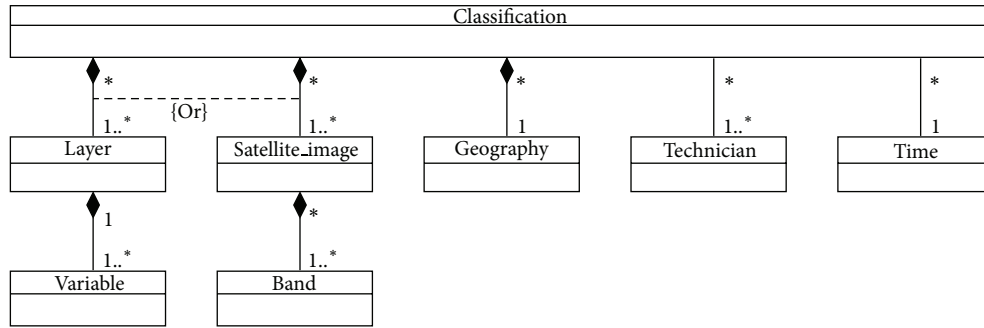 Classification
* * * * *
{Or}
1..* 1..* 1 1..* 1
Layer Satellite_image Geography Technician Time
1 *
1..* 1..*
Variable Band